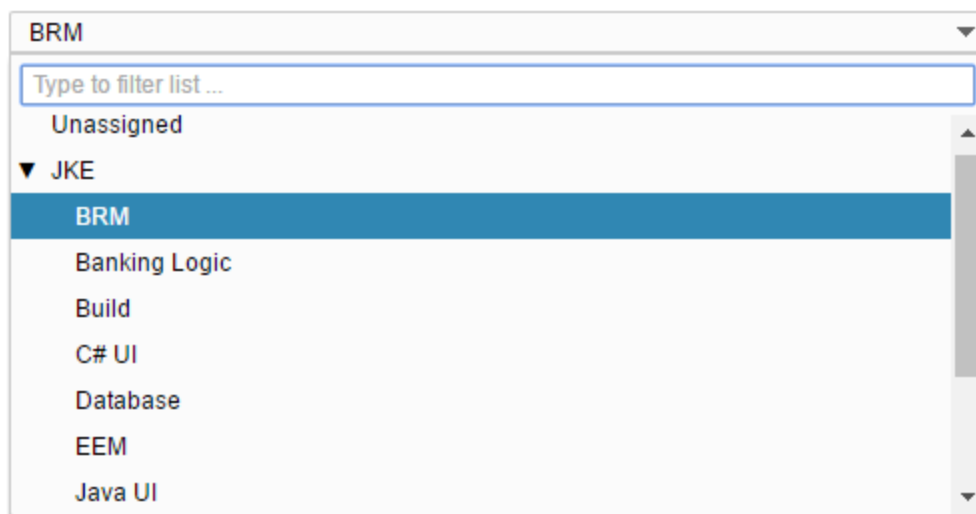 BRM
Type to filter list ...
Unassigned
JKE
BRM
Banking Logic
Build
C# UI
Database
EEM
Java UI